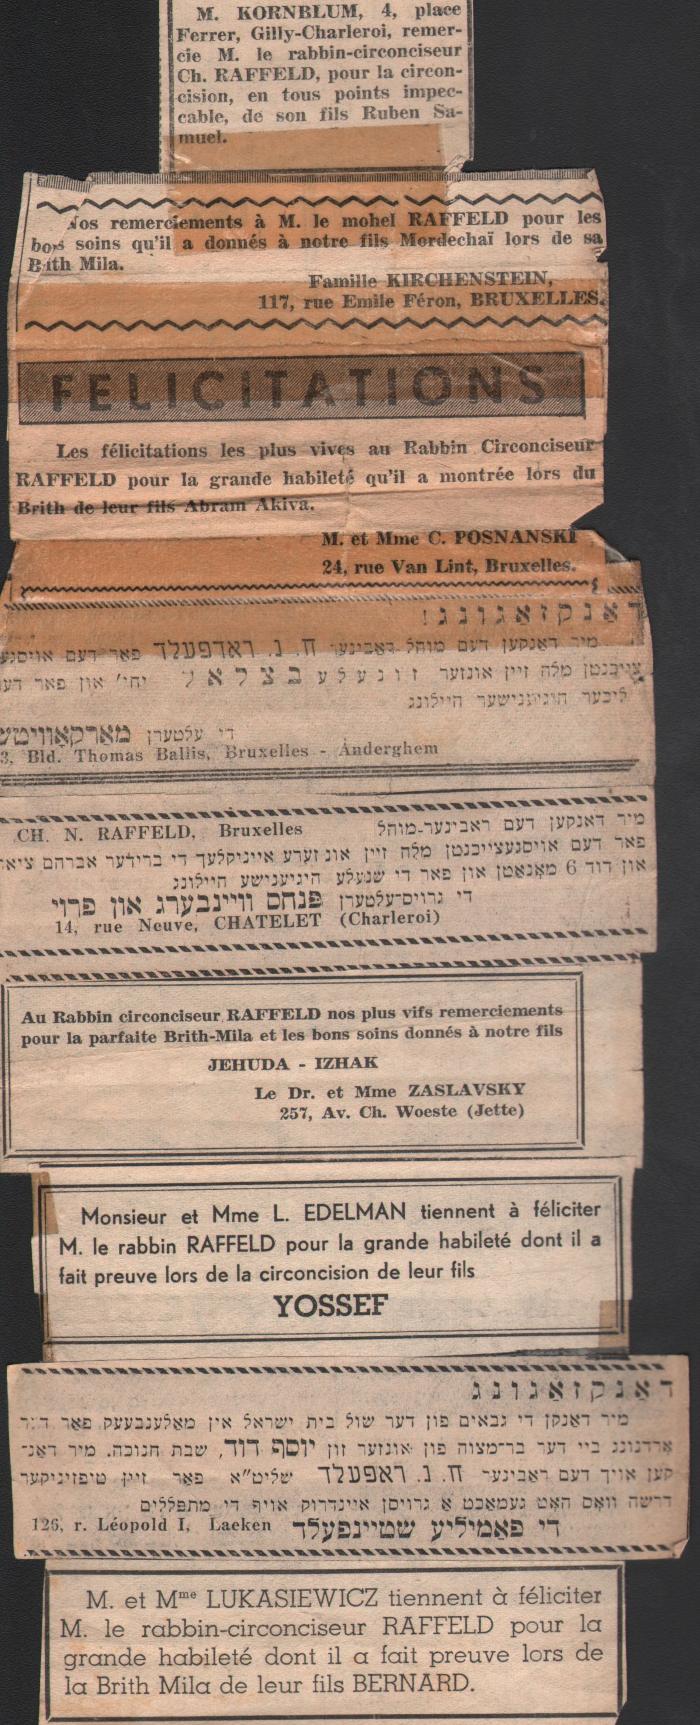 M. KORNBLUM, 4, place
Ferrer, Gilly-Charleroi, remer-
cie M. le rabbin-circonciseur
Ch. RAFFELD, pour la circon-
cision, en tous points impec-
cable, de son fils Ruben Sa-
muel.
Nos remerciements à M. le mohel RAFFELD pour les
bons soins qu'il a donnés à notre fils Mordechaï lors de sa
Brith Mila.
Famille KIRCHENSTEIN,
117, rue Emile Féron, BRUXELLES.
FELICITATIONS
Les félicitations les plus vives au Rabbin Circonciseur
RAFFELD pour la grande habileté qu'il a montrée lors du
Brith de leur fils Abram Akiva.
M. et Mme C. POSNANSKI
24, rue Van Lint, Bruxelles.
דאנקזאגונג!
מיר דאנקען דעם מוהל ראבינער ח. נ. ראפפעלד פאר דעם אויסגע
צייכנטן מלה זיין אונזער זונעלע בצלאל יחי' און פאר דער
ליכער היגיענישער היילונג
די עלטערן מארקאוויטש
3, Bld. Thomas Ballis, Bruxelles - Anderghem
מיר דאנקען דעם ראבינער-מוהל CH. N. RAFFELD, Bruxelles
פאר דעם אויסגעצייכנטן מלה זיין אונזערע אייניקלעך די ברידער אברהם
און דוד 6 מאנאטן און פאר די שנעלע היגיענישע היילונג
די גרויס-עלטערן פנחס וויינבערג און פרוי
14, rue Neuve, CHATELET (Charleroi)
Au Rabbin circonciseur RAFFELD nos plus vifs remerciements
pour la parfaite Brith-Mila et les bons soins donnés à notre fils
JEHUDA - IZHAK
Le Dr. et Mme ZASLAVSKY
257, Av. Ch. Woeste (Jette)
Monsieur et Mme L. EDELMAN tiennent à féliciter
M. le rabbin RAFFELD pour la grande habileté dont il a
fait preuve lors de la circoncision de leur fils
YOSSEF
דאנקזאגונג
מיר דאנקן די גבאים פון דער שול בית ישראל אין מאלענבעעק פאר דער
ארדנונג ביי דער בר-מצוה פון אונזער זון יוסף דוד, שבת חנוכה. מיר דאנ-
קען אויך דעם ראבינער ח. נ. ראפעלד שליט"א פאר זיין טיפזיניקער
דרשה וואס האט געמאכט א גרויסן איינדרוק אויף די מתפללים
די פאמיליע שטיינפעלד 126, r. Léopold I, Laeken
M. et Mme LUKASIEWICZ tiennent à féliciter
M. le rabbin-circonciseur RAFFELD pour la
grande habileté dont il a fait preuve lors de
la Brith Mila de leur fils BERNARD.